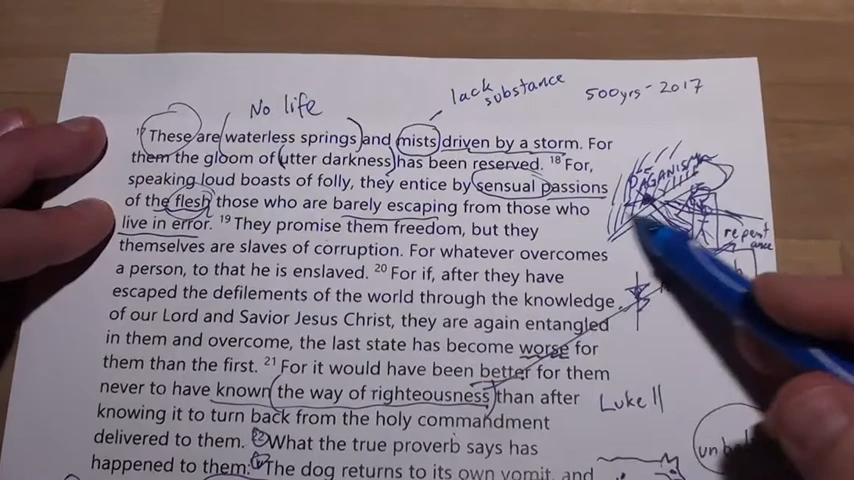 No life
lack
substance
500yrs - 2017
17 These are waterless springs and mists driven by a storm. For
them the gloom of utter darkness has been reserved. 18 For,
speaking loud boasts of folly, they entice by sensual passions
of the flesh those who are barely escaping from those who
live in error. 19 They promise them freedom, but they
themselves are slaves of corruption. For whatever overcomes
a person, to that he is enslaved. 20 For if, after they have
escaped the defilements of the world through the knowledge
of our Lord and Savior Jesus Christ, they are again entangled
in them and overcome, the last state has become worse for
them than the first. 21 For it would have been better for them
never to have known the way of righteousness than after
knowing it to turn back from the holy commandment
delivered to them. 22 What the true proverb says has
happened to them: The dog returns to its own vomit, and
PAGANISM
repent
ance
Luke 11